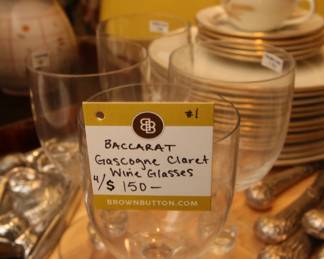 #1
BB
BACCARAT
Gascogne Claret
Wine Glasses
4/$150—
BROWNBUTTON.COM